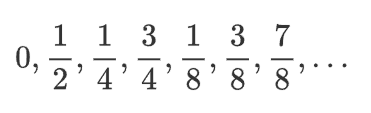 0, 1/2, 1/4, 3/4, 1/8, 3/8, 7/8, ...